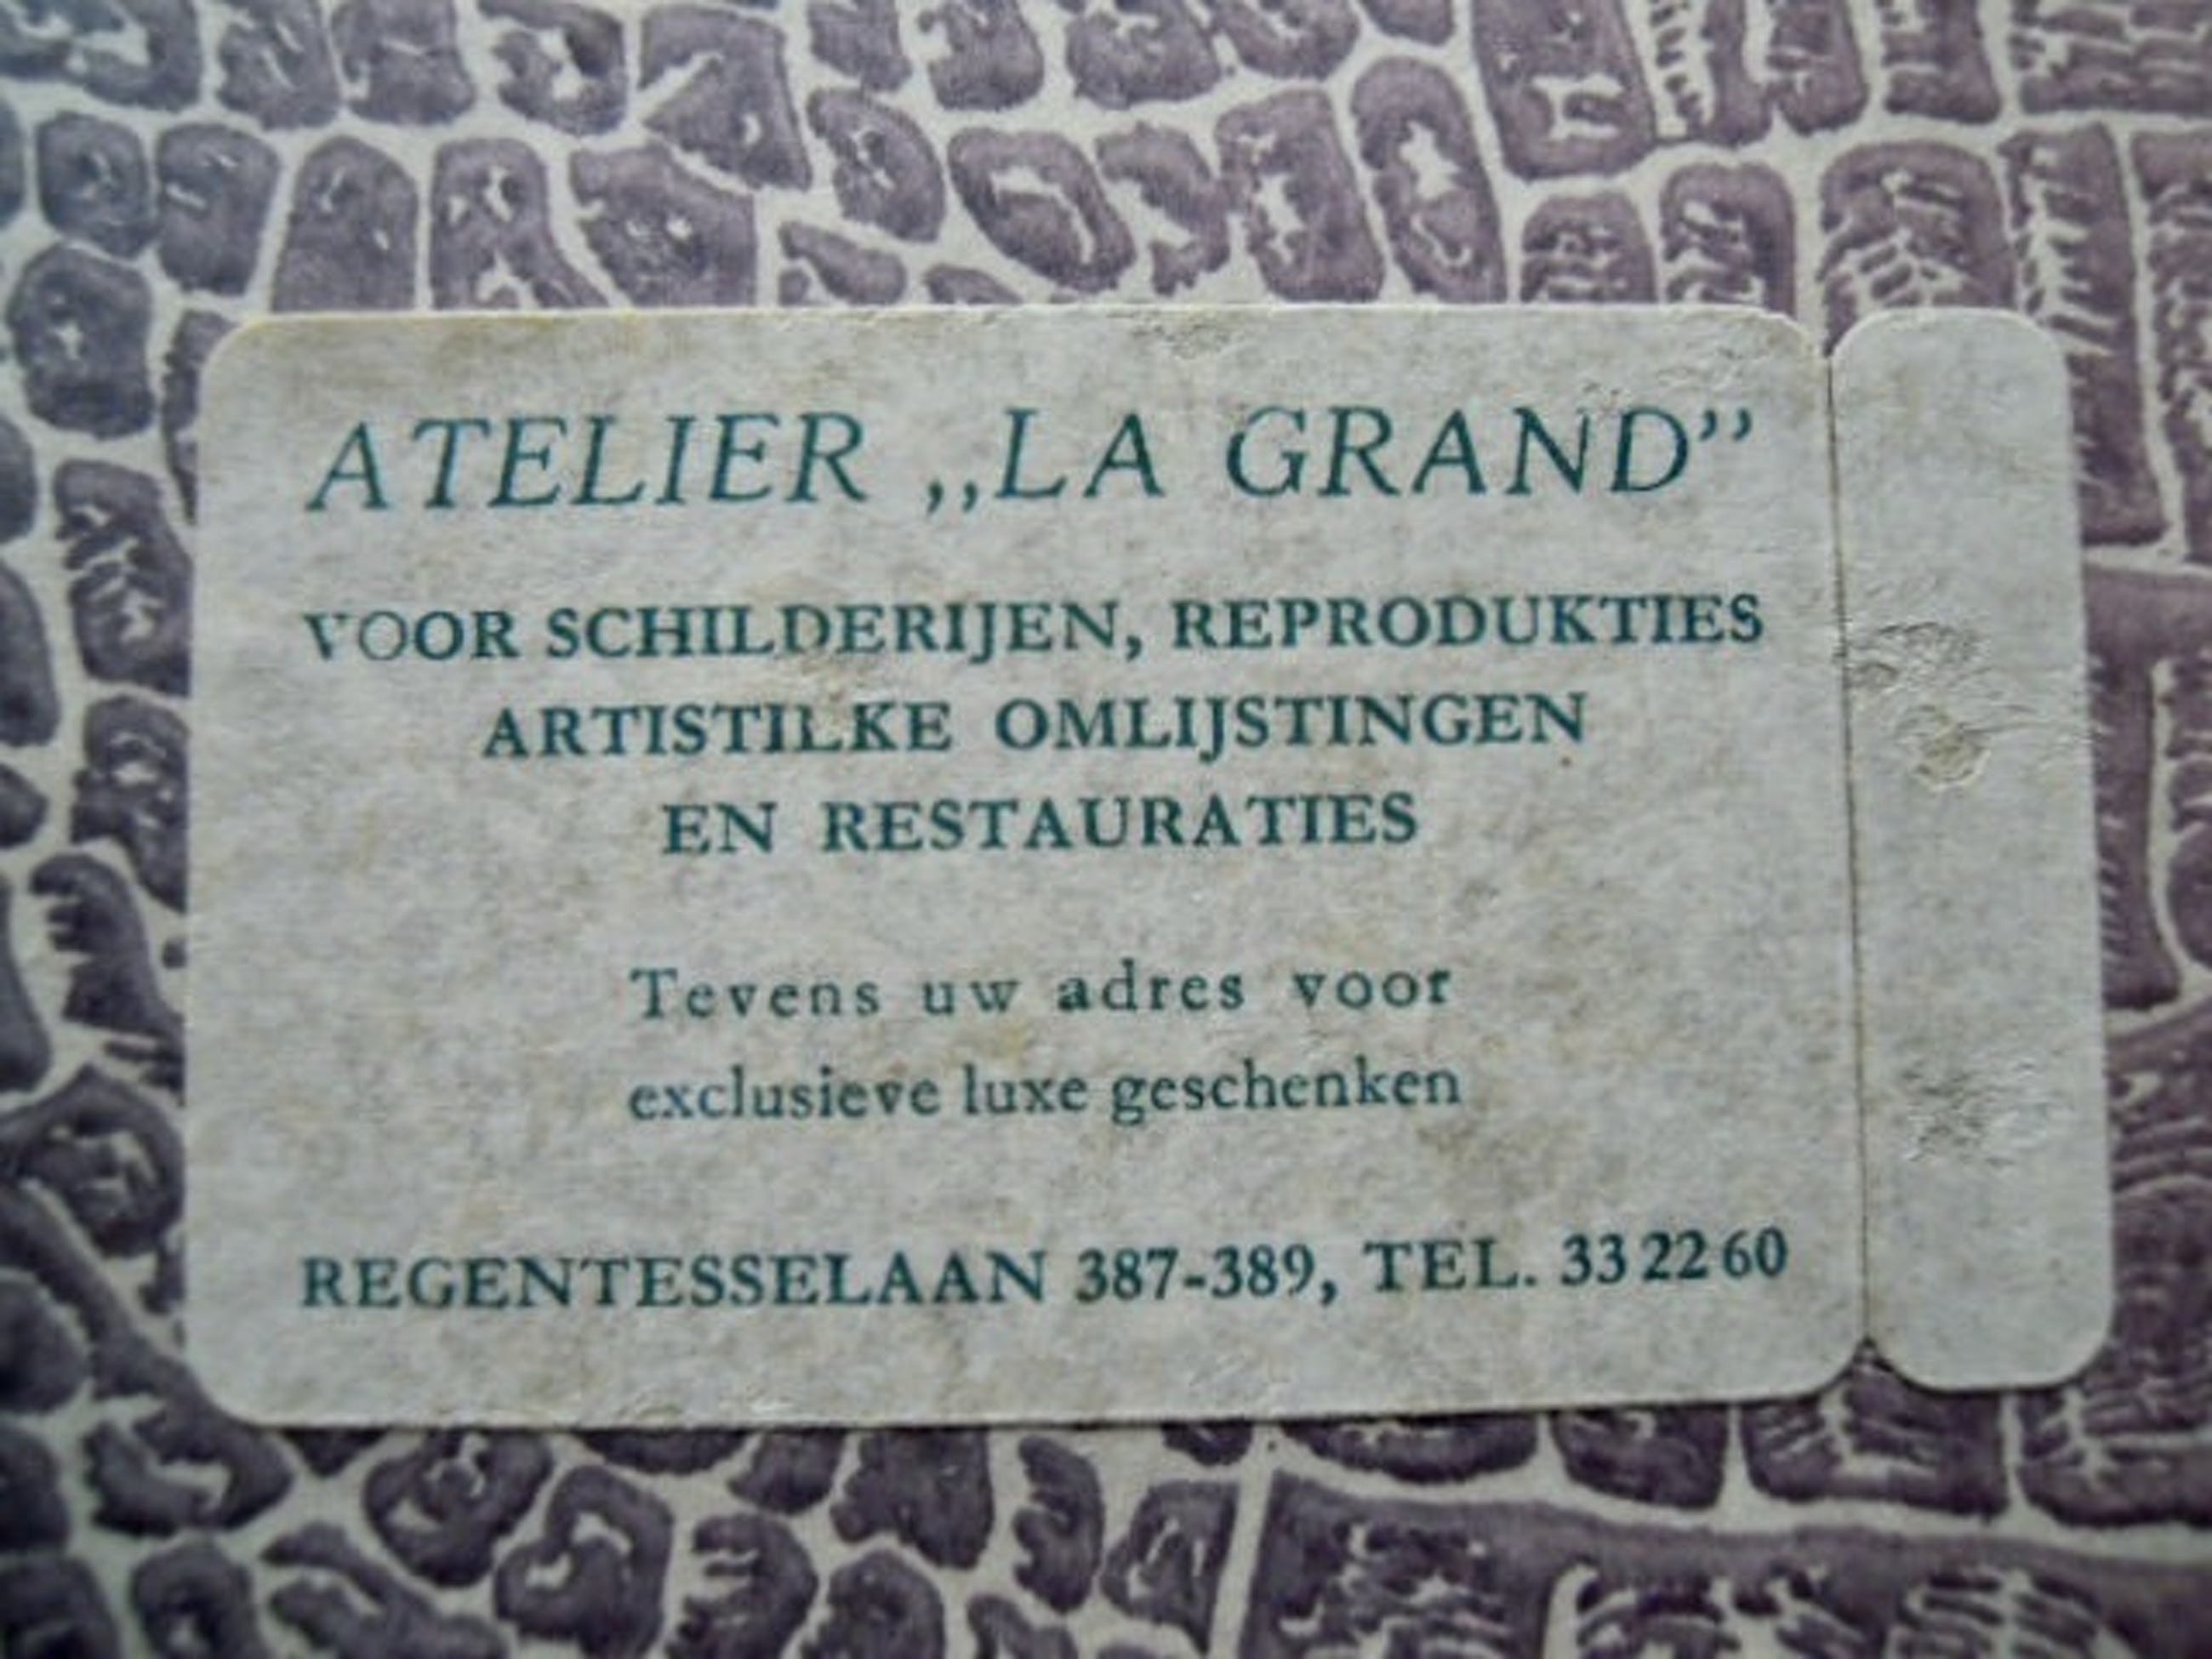 ATELIER „LA GRAND”
VOOR SCHILDERIJEN, REPRODUKTIES
ARTISTILKE OMLIJSTINGEN
EN RESTAURATIES
Tevens uw adres voor
exclusieve luxe geschenken
REGENTESSELAAN 387-389, TEL. 33 22 60